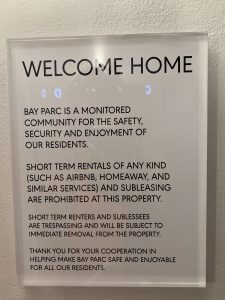 WELCOME HOME
BAY PARC IS A MONITORED
COMMUNITY FOR THE SAFETY,
SECURITY AND ENJOYMENT OF
OUR RESIDENTS.
SHORT TERM RENTALS OF ANY KIND
(SUCH AS AIRBNB, HOMEAWAY, AND
SIMILAR SERVICES) AND SUBLEASING
ARE PROHIBITED AT THIS PROPERTY.
SHORT TERM RENTERS AND SUBLESSEES
ARE TRESPASSING AND WILL BE SUBJECT TO
IMMEDIATE REMOVAL FROM THE PROPERTY.
THANK YOU FOR YOUR COOPERATION IN
HELPING MAKE BAY PARC SAFE AND ENJOYABLE
FOR ALL OUR RESIDENTS.